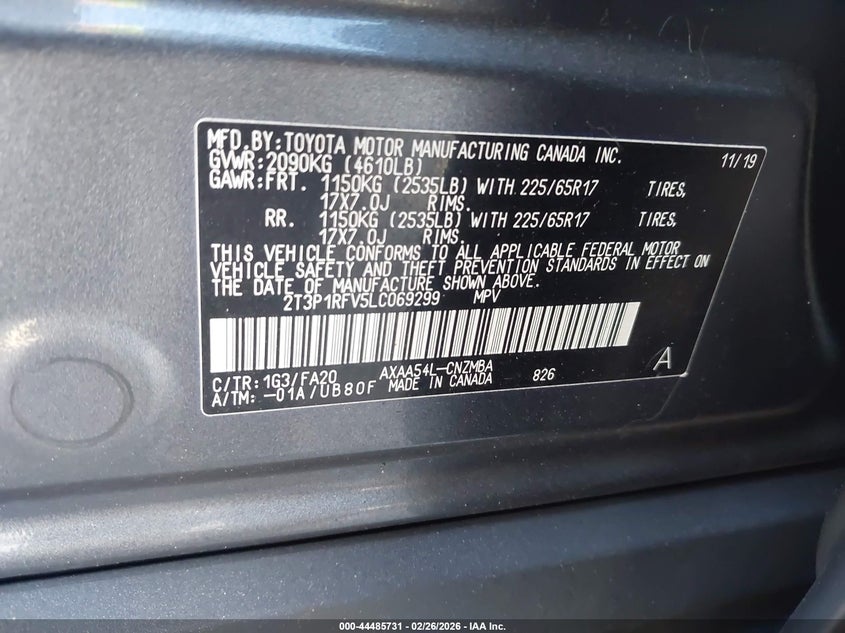 MFD.BY:TOYOTA MOTOR MANUFACTURING CANADA INC. 11/19
GVWR:2090KG (4610LB)
GAWR:FRT. 1150KG (2535LB) WITH 225/65R17 TIRES,
17X7.0J RIMS.
RR. 1150KG (2535LB) WITH 225/65R17 TIRES,
17X7.0J RIMS.
THIS VEHICLE CONFORMS TO ALL APPLICABLE FEDERAL MOTOR
VEHICLE SAFETY AND THEFT PREVENTION STANDARDS IN EFFECT ON
THE DATE OF MANUFACTURE SHOWN ABOVE.
2T3P1RFV5LC069299 MPV
C/TR: 1G3/FA20 AXAA54L-CNZMBA 826 A
A/TM: -01A/UB80F MADE IN CANADA
000-44485731 | 02/26/2026 | IAA Inc.